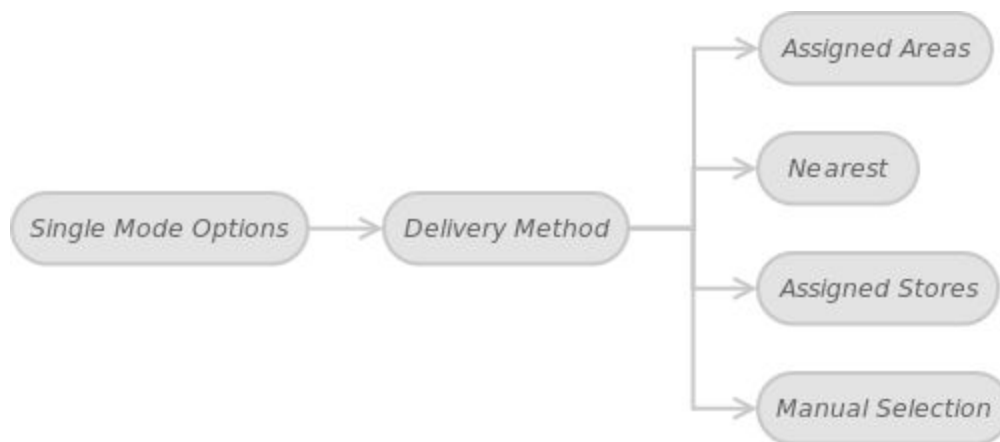 Single Mode Options
Delivery Method
Assigned Areas
Nearest
Assigned Stores
Manual Selection